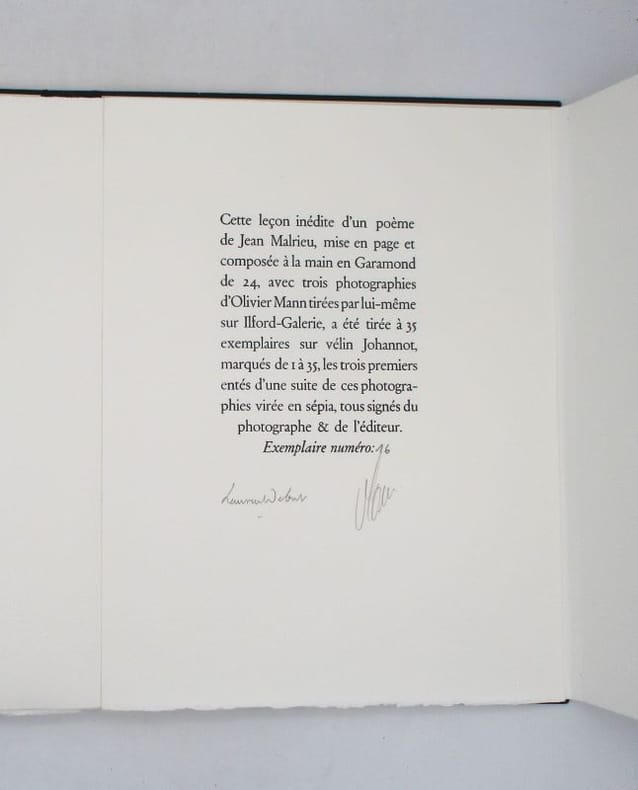 Cette leçon inédite d'un poème
de Jean Malrieu, mise en page et
composée à la main en Garamond
de 24, avec trois photographies
d'Olivier Mann tirées par lui-même
sur Ilford-Galerie, a été tirée à 35
exemplaires sur vélin Johannot,
marqués de 1 à 35, les trois premiers
entés d'une suite de ces photogra-
phies virée en sépia, tous signés du
photographe & de l'éditeur.
Exemplaire numéro: 16